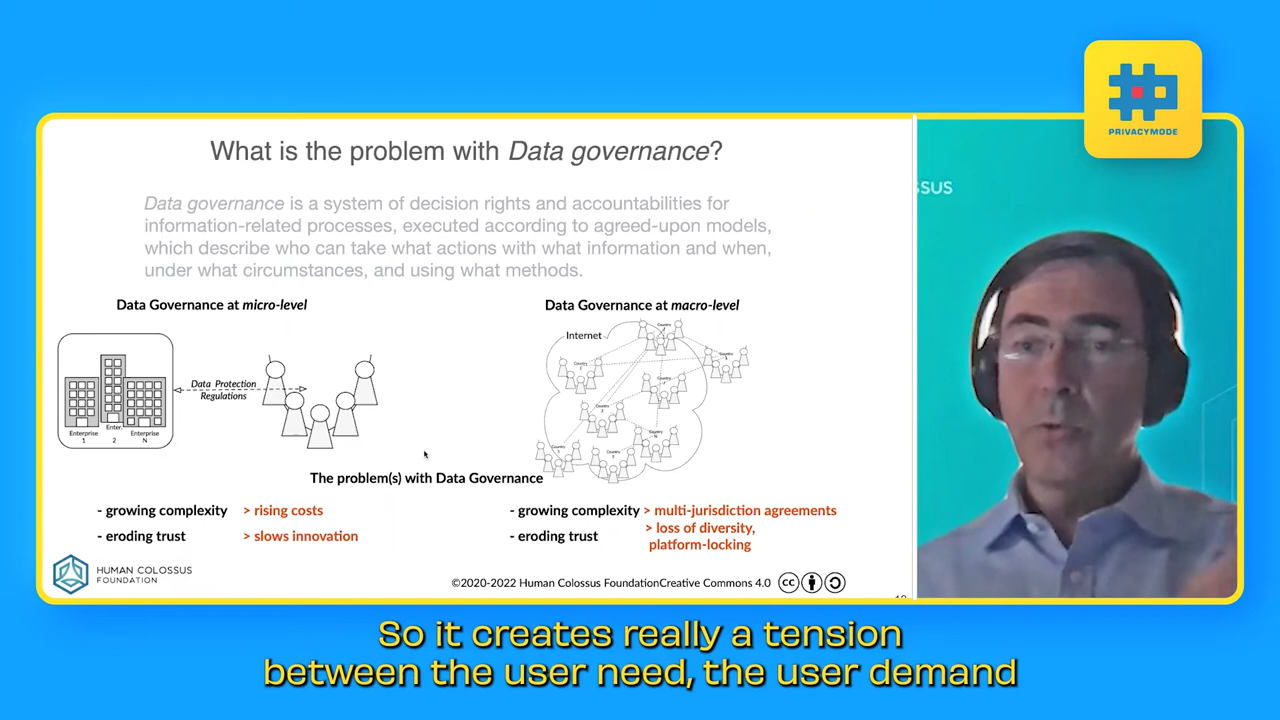 PRIVACYMODE
What is the problem with Data governance?
SSUS
Data governance is a system of decision rights and accountabilities for
information-related processes, executed according to agreed-upon models,
which describe who can take what actions with what information and when,
under what circumstances, and using what methods.
Data Governance at micro-level
Data Governance at macro-level
Internet
Data Protection
Regulations
Enterprise
1
Enter.
2
Enterprise
N
The problem(s) with Data Governance
- growing complexity > rising costs
- eroding trust > slows innovation
- growing complexity > multi-jurisdiction agreements
- eroding trust > loss of diversity,
platform-locking
HUMAN COLOSSUS
FOUNDATION
©2020-2022 Human Colossus FoundationCreative Commons 4.0
So it creates really a tension
between the user need, the user demand